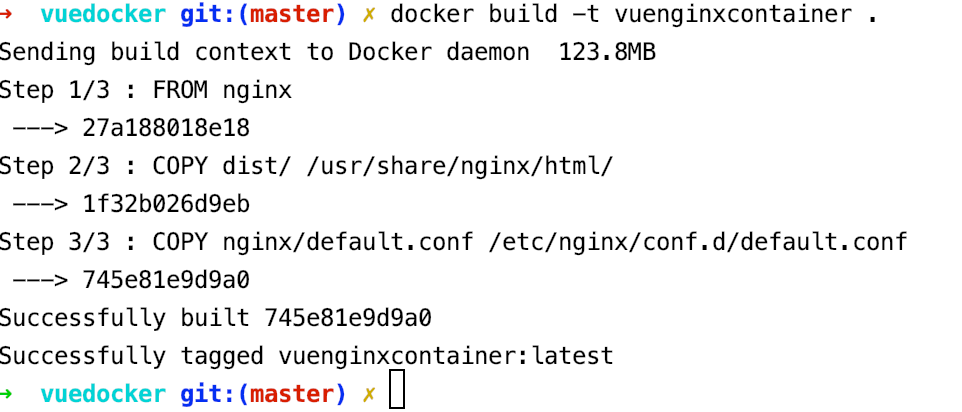 ➜  vuedocker git:(master) ✗ docker build -t vuenginxcontainer .
Sending build context to Docker daemon  123.8MB
Step 1/3 : FROM nginx
 ---> 27a188018e18
Step 2/3 : COPY dist/ /usr/share/nginx/html/
 ---> 1f32b026d9eb
Step 3/3 : COPY nginx/default.conf /etc/nginx/conf.d/default.conf
 ---> 745e81e9d9a0
Successfully built 745e81e9d9a0
Successfully tagged vuenginxcontainer:latest
➜  vuedocker git:(master) ✗